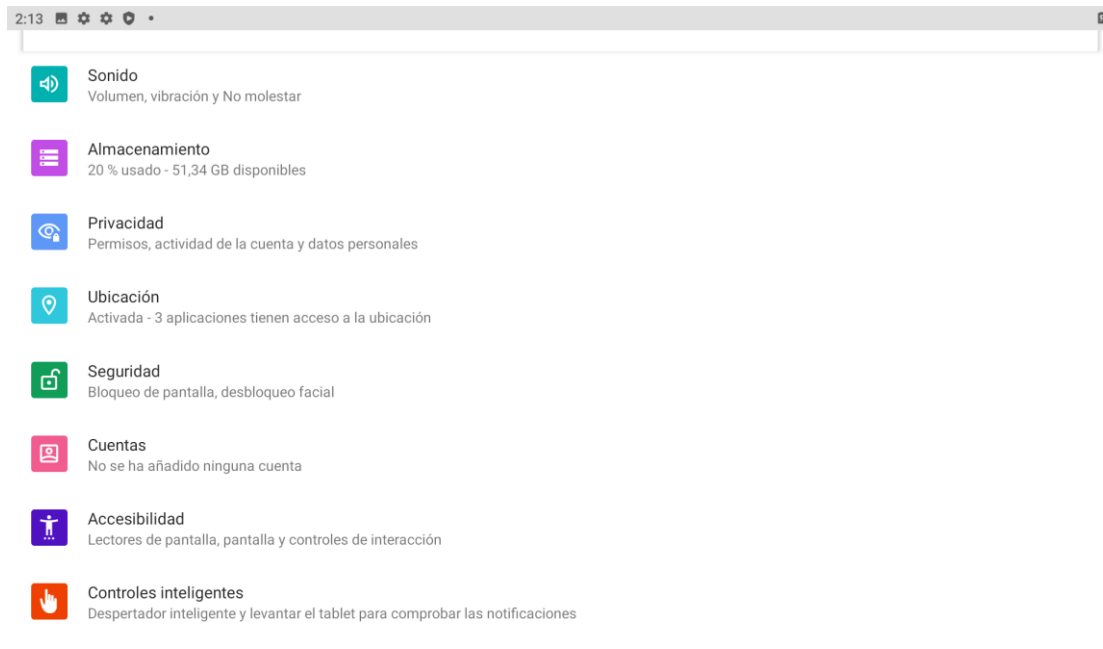 2:13
Sonido
Volumen, vibración y No molestar
Almacenamiento
20 % usado - 51,34 GB disponibles
Privacidad
Permisos, actividad de la cuenta y datos personales
Ubicación
Activada - 3 aplicaciones tienen acceso a la ubicación
Seguridad
Bloqueo de pantalla, desbloqueo facial
Cuentas
No se ha añadido ninguna cuenta
Accesibilidad
Lectores de pantalla, pantalla y controles de interacción
Controles inteligentes
Despertador inteligente y levantar el tablet para comprobar las notificaciones